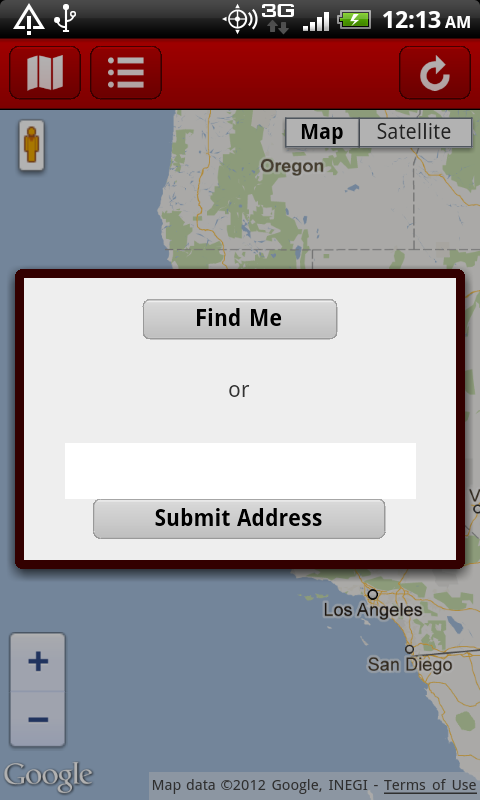 3G 12:13 AM
Map Satellite
Oregon
Find Me
or
Submit Address
V
Los Angeles
San Diego
+
−
Google
Map data ©2012 Google, INEGI - Terms of Use